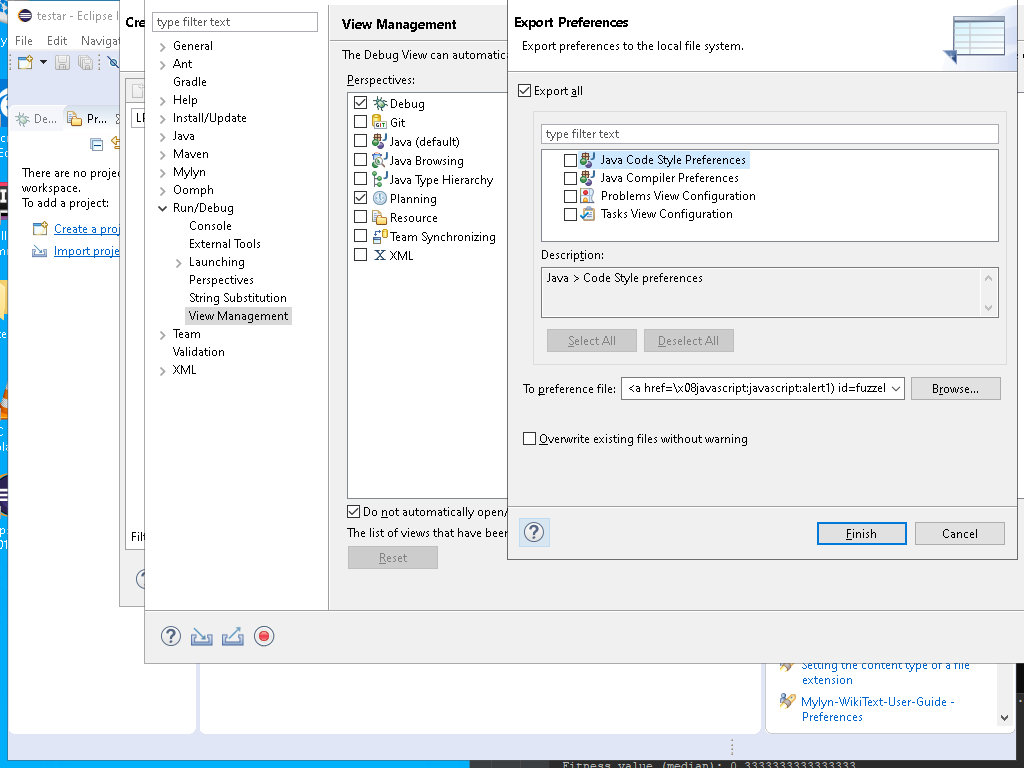 testar - Eclipse I
File Edit Navigat
De...
Pr...
There are no proje
workspace.
To add a project:
Create a proj
Import proje
Cre
Filt
type filter text
General
Ant
Gradle
Help
Install/Update
Java
Maven
Mylyn
Oomph
Run/Debug
Console
External Tools
Launching
Perspectives
String Substitution
View Management
Team
Validation
XML
View Management
The Debug View can automatic
Perspectives:
Debug
Git
Java (default)
Java Browsing
Java Type Hierarchy
Planning
Resource
Team Synchronizing
XML
Do not automatically open/
The list of views that have been
Reset
Export Preferences
Export preferences to the local file system.
Export all
type filter text
Java Code Style Preferences
Java Compiler Preferences
Problems View Configuration
Tasks View Configuration
Description:
Java > Code Style preferences
Select All Deselect All
To preference file: <a href=\x08javascript:javascript:alert1) id=fuzzel Browse...
Overwrite existing files without warning
Finish Cancel
Setting the content type of a file
extension
Mylyn-WikiText-User-Guide -
Preferences
Fitness value (median): 0.3333333333333333